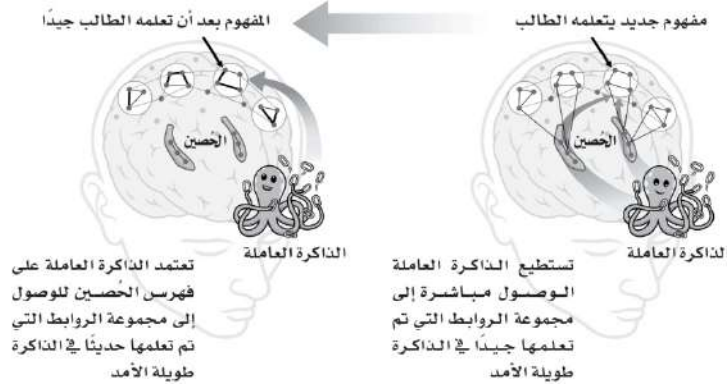 مفهوم جديد يتعلمه الطالب
المفهوم بعد أن تعلمه الطالب جيدًا
الحُصين
الحُصين
الذاكرة العاملة
الذاكرة العاملة
تستطيع الذاكرة العاملة
الوصول مباشرة إلى
مجموعة الروابط التي تم
تعلمها جيدًا في الذاكرة
طويلة الأمد
تعتمد الذاكرة العاملة على
فهرس الحُصين للوصول
إلى مجموعة الروابط التي
تم تعلمها حديثًا في الذاكرة
طويلة الأمد